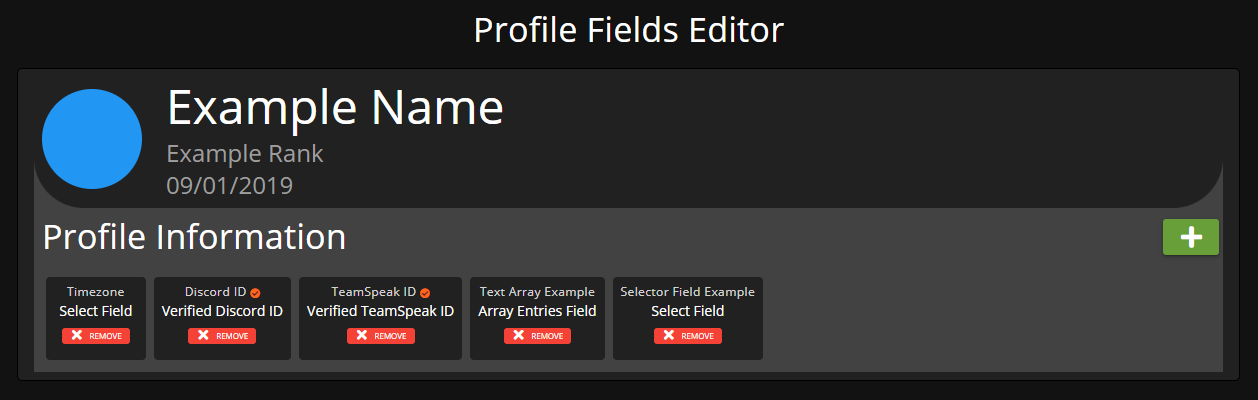 Profile Fields Editor
Example Name
Example Rank
09/01/2019
Profile Information
Timezone
Select Field
REMOVE
Discord ID
Verified Discord ID
REMOVE
TeamSpeak ID
Verified TeamSpeak ID
REMOVE
Text Array Example
Array Entries Field
REMOVE
Selector Field Example
Select Field
REMOVE